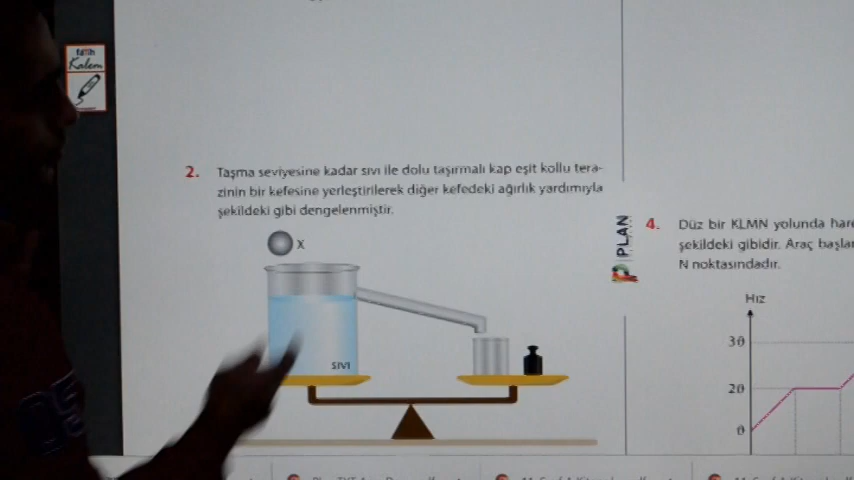 fatih
Kalem
2. Taşma seviyesine kadar sıvı ile dolu taşırmalı kap eşit kollu tera-
zinin bir kefesine yerleştirilerek diğer kefedeki ağırlık yardımıyla
şekildeki gibi dengelenmiştir.
X
SIVI
PLAN
4. Düz bir KLMN yolunda hare
şekildeki gibidir. Araç başlar
N noktasındadır.
Hız
30
20
0